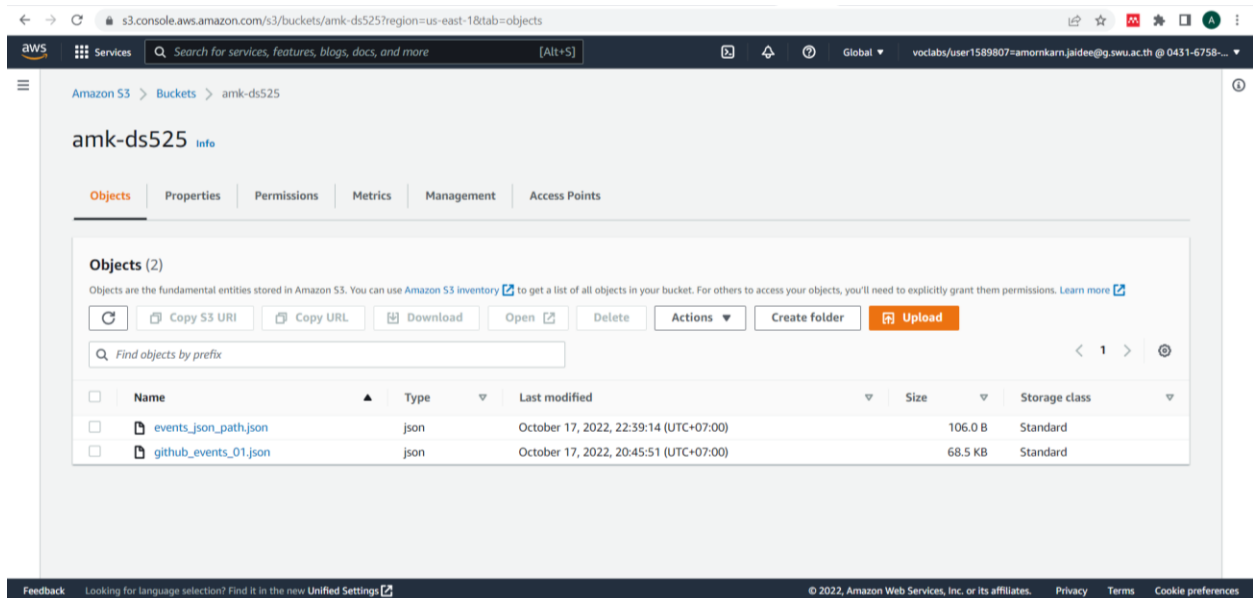 s3.console.aws.amazon.com/s3/buckets/amk-ds525?region=us-east-1&tab=objects
A
aws Services Search for services, features, blogs, docs, and more [Alt+S] Global ▼ voclabs/user1589807=amornkarn.jaidee@g.swu.ac.th @ 0431-6758-... ▼
Amazon S3 > Buckets > amk-ds525
amk-ds525 Info
Objects Properties Permissions Metrics Management Access Points
Objects (2)
Objects are the fundamental entities stored in Amazon S3. You can use Amazon S3 inventory to get a list of all objects in your bucket. For others to access your objects, you'll need to explicitly grant them permissions. Learn more
Copy S3 URI Copy URL Download Open Delete Actions ▼ Create folder Upload
Find objects by prefix < 1 >
Name ▲ Type Last modified Size Storage class
events_json_path.json json October 17, 2022, 22:39:14 (UTC+07:00) 106.0 B Standard
github_events_01.json json October 17, 2022, 20:45:51 (UTC+07:00) 68.5 KB Standard
Feedback Looking for language selection? Find it in the new Unified Settings © 2022, Amazon Web Services, Inc. or its affiliates. Privacy Terms Cookie preferences